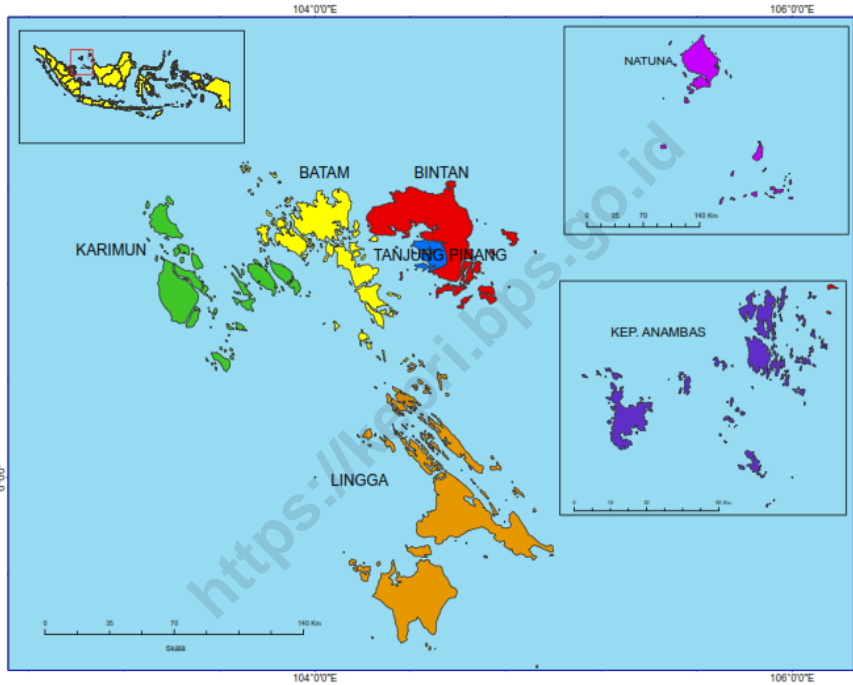 104°0'0"E 106°0'0"E
NATUNA
0 35 70 140 Km
BATAM BINTAN
KARIMUN
TANJUNG PINANG
KEP. ANAMBAS
LINGGA
https://kepri.bps.go.id
0 35 70 140 Km
Skala
104°0'0"E 106°0'0"E